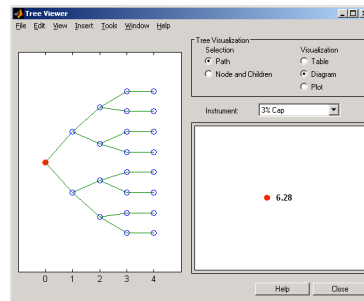 Tree Viewer
File Edit View Insert Tools Window Help
Tree Visualization
Selection
Visualization
Path
Table
Node and Children
Diagram
Plot
Instrument:
3% Cap
6.28
0 1 2 3 4
Help
Close